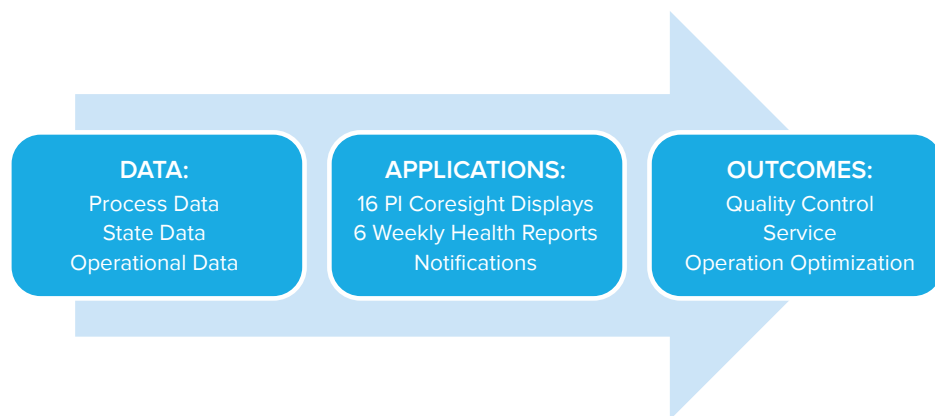 DATA:
Process Data
State Data
Operational Data
APPLICATIONS:
16 PI Coresight Displays
6 Weekly Health Reports
Notifications
OUTCOMES:
Quality Control
Service
Operation Optimization